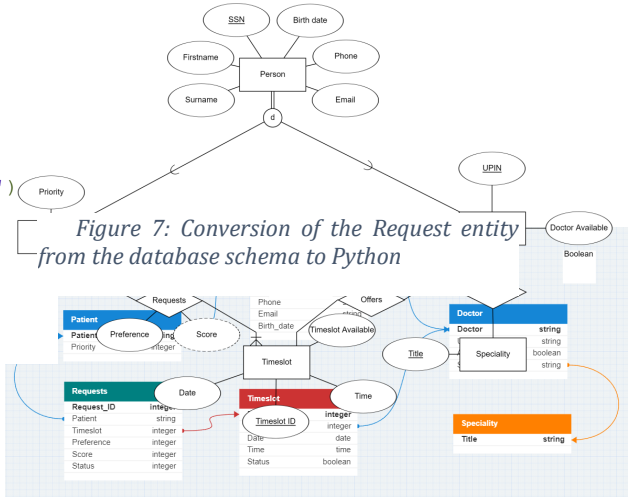 SSN
Birth date
Firstname
Phone
Person
Surname
Email
d
)
Priority
UPIN
Figure 7: Conversion of the Request entity
from the database schema to Python
Doctor Available
Boolean
Requests
Offers
Phone
Email string
Birth_date
Timeslot Available
Patient
Priority integer
Preference
Score
Doctor
Doctor string
string
boolean
string
Title
Speciality
Timeslot
Date
Time
Requests
Request_ID
Patient string
Timeslot integer
Preference integer
Score integer
Status integer
Timeslot
integer
Timeslot ID integer
Date date
Time time
Status boolean
Speciality
Title string